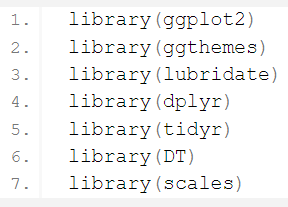 1. library(ggplot2)
2. library(ggthemes)
3. library(lubridate)
4. library(dplyr)
5. library(tidyr)
6. library(DT)
7. library(scales)